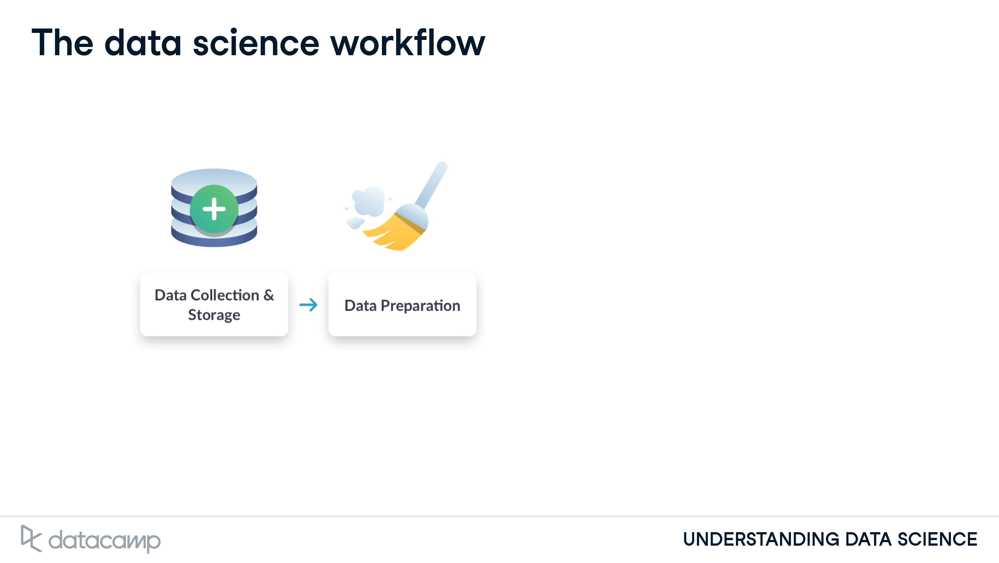 The data science workflow
Data Collection &
Storage
Data Preparation
datacamp
UNDERSTANDING DATA SCIENCE